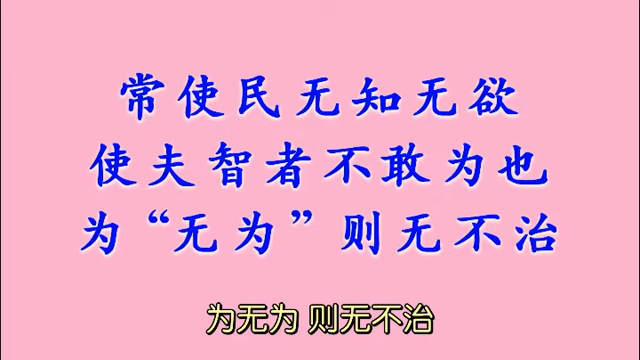 常使民无知无欲
使夫智者不敢为也
为“无为”则无不治
为无为 则无不治